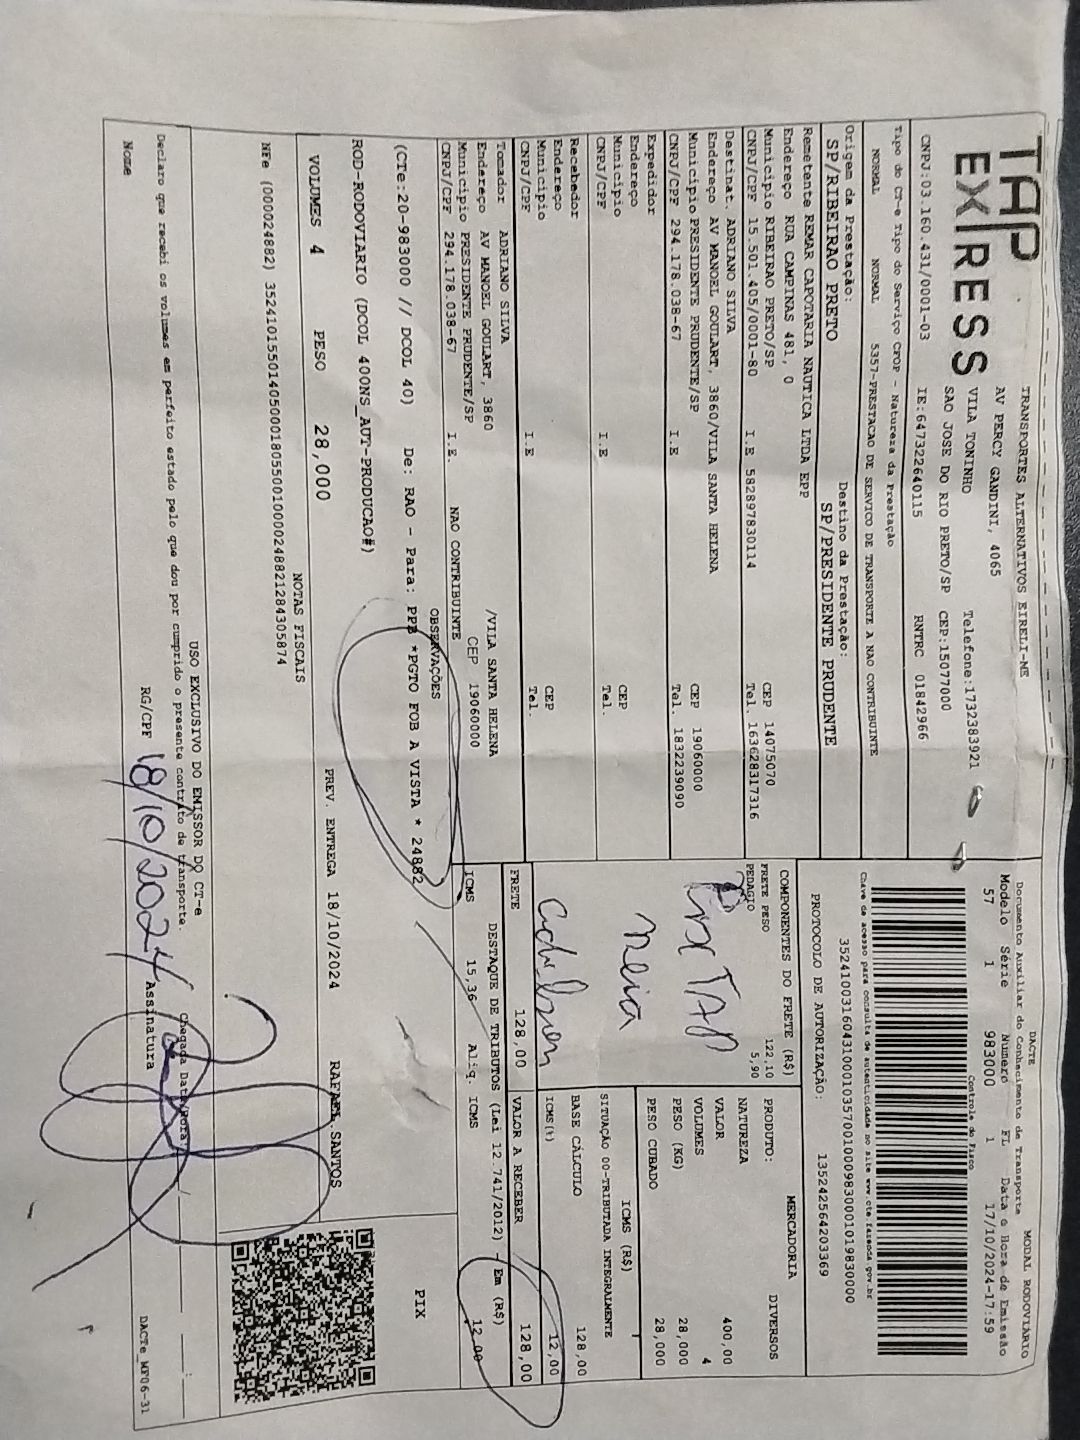 TAP
EXPRESS
TRANSPORTES ALTERNATIVOS EIRELI-ME
AV PERCY GANDINI, 4065
VILA TONINHO Telefone:1732383921
SAO JOSE DO RIO PRETO/SP CEP:15077000
CNPJ:03.160.431/0001-03 IE:647322640115 RNTRC 01842966
Tipo do CT-e Tipo do Serviço CFOP - Natureza da Prestação
NORMAL NORMAL 5357-PRESTACAO DE SERVICO DE TRANSPORTE A NAO CONTRIBUINTE
Origem da Prestação: Destino da Prestação:
SP/RIBEIRAO PRETO SP/PRESIDENTE PRUDENTE
Remetente REMAR CAPOTARIA NAUTICA LTDA EPP
Endereço RUA CAMPINAS 481, 0
Município RIBEIRAO PRETO/SP CEP 14075070
CNPJ/CPF 15.501.405/0001-80 I.E 582897830114 Tel. 163628317316
Destinat. ADRIANO SILVA
Endereço AV MANOEL GOULART, 3860/VILA SANTA HELENA
Município PRESIDENTE PRUDENTE/SP CEP 19060000
CNPJ/CPF 294.178.038-67 I.E Tel. 1832239090
Expedidor
Endereço
Município CEP
CNPJ/CPF I.E Tel.
Recebedor
Endereço
Município CEP
CNPJ/CPF I.E Tel.
Tomador ADRIANO SILVA
Endereço AV MANOEL GOULART, 3860 /VILA SANTA HELENA
Município PRESIDENTE PRUDENTE/SP CEP 19060000
CNPJ/CPF 294.178.038-67 I.E. NAO CONTRIBUINTE
DACTE MODAL RODOVIÁRIO
Documento Auxiliar do Conhecimento de Transporte
Modelo Série Numero FL Data e Hora de Emissão
57 1 983000 1 17/10/2024-17:59
Controle do Fisco
Chave de acesso para consulta de autenticidade no site www.cte.fazenda.gov.br
35241003160431000103570010009830001019830000
PROTOCOLO DE AUTORIZAÇÃO: 135242564203369
COMPONENTES DO FRETE (R$)
FRETE PESO 122,10
PEDAGIO 5,90
TAP
Neia
FRETE 128,00
MERCADORIA
PRODUTO: DIVERSOS
NATUREZA
VALOR 400,00
VOLUMES 4
PESO (KG) 28,000
PESO CUBADO 28,000
ICMS (R$)
SITUAÇÃO 00-TRIBUTADA INTEGRALMENTE
BASE CÁLCULO 128,00
ICMS(%) 12,00
VALOR A RECEBER 128,00
DESTAQUE DE TRIBUTOS (Lei 12.741/2012) - Em (R$)
ICMS 15,36 Aliq. ICMS 12,00
OBSERVAÇÕES
(CTe:20-983000 // DCOL 40) De: RAO - Para: PPB *PGTO FOB A VISTA * 24882
ROD-RODOVIARIO (DCOL 400NS_AUT-PRODUCAO#)
PIX
VOLUMES 4 PESO 28,000 PREV. ENTREGA 18/10/2024 RAFAEL SANTOS
NOTAS FISCAIS
NFe (000024882) 35241015501405000180550010000248821284305874
USO EXCLUSIVO DO EMISSOR DO CT-e
Declaro que recebi os volumes em perfeito estado pelo que dou por cumprido o presente contrato de transporte.
Chegada Data/Hora:
Nome RG/CPF Assinatura
18/10/2024
DACTe_MF06-31